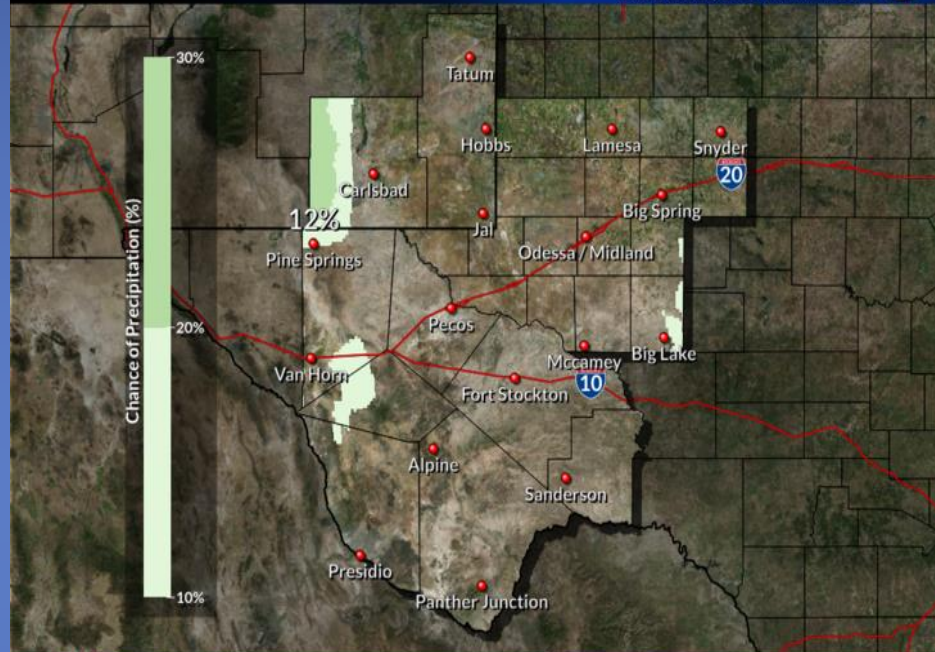 30%
20%
10%
Chance of Precipitation (%)
Tatum
Hobbs
Lamesa
Snyder
20
Carlsbad
Big Spring
12%
Jal
Odessa / Midland
Pine Springs
Pecos
Van Horn
Mccamey
Big Lake
10
Fort Stockton
Alpine
Sanderson
Presidio
Panther Junction